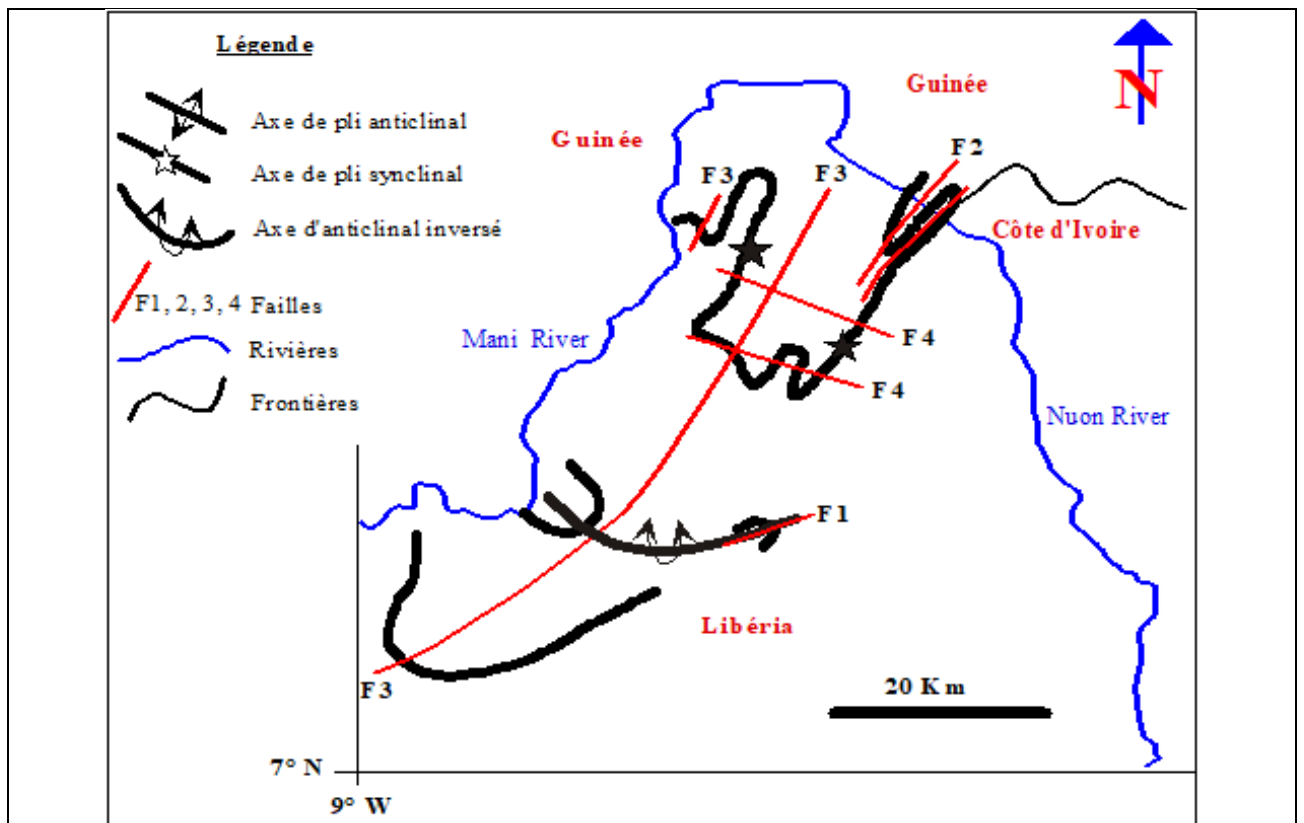 Légende
Axe de pli anticlinal
Axe de pli synclinal
Axe d'anticlinal inversé
F1, 2, 3, 4 Failles
Rivières
Frontières
N
Guinée
Guinée
F2
F3
F3
Côte d'Ivoire
Mani River
F4
F4
Nuon River
F1
Libéria
F3
20 Km
7° N
9° W